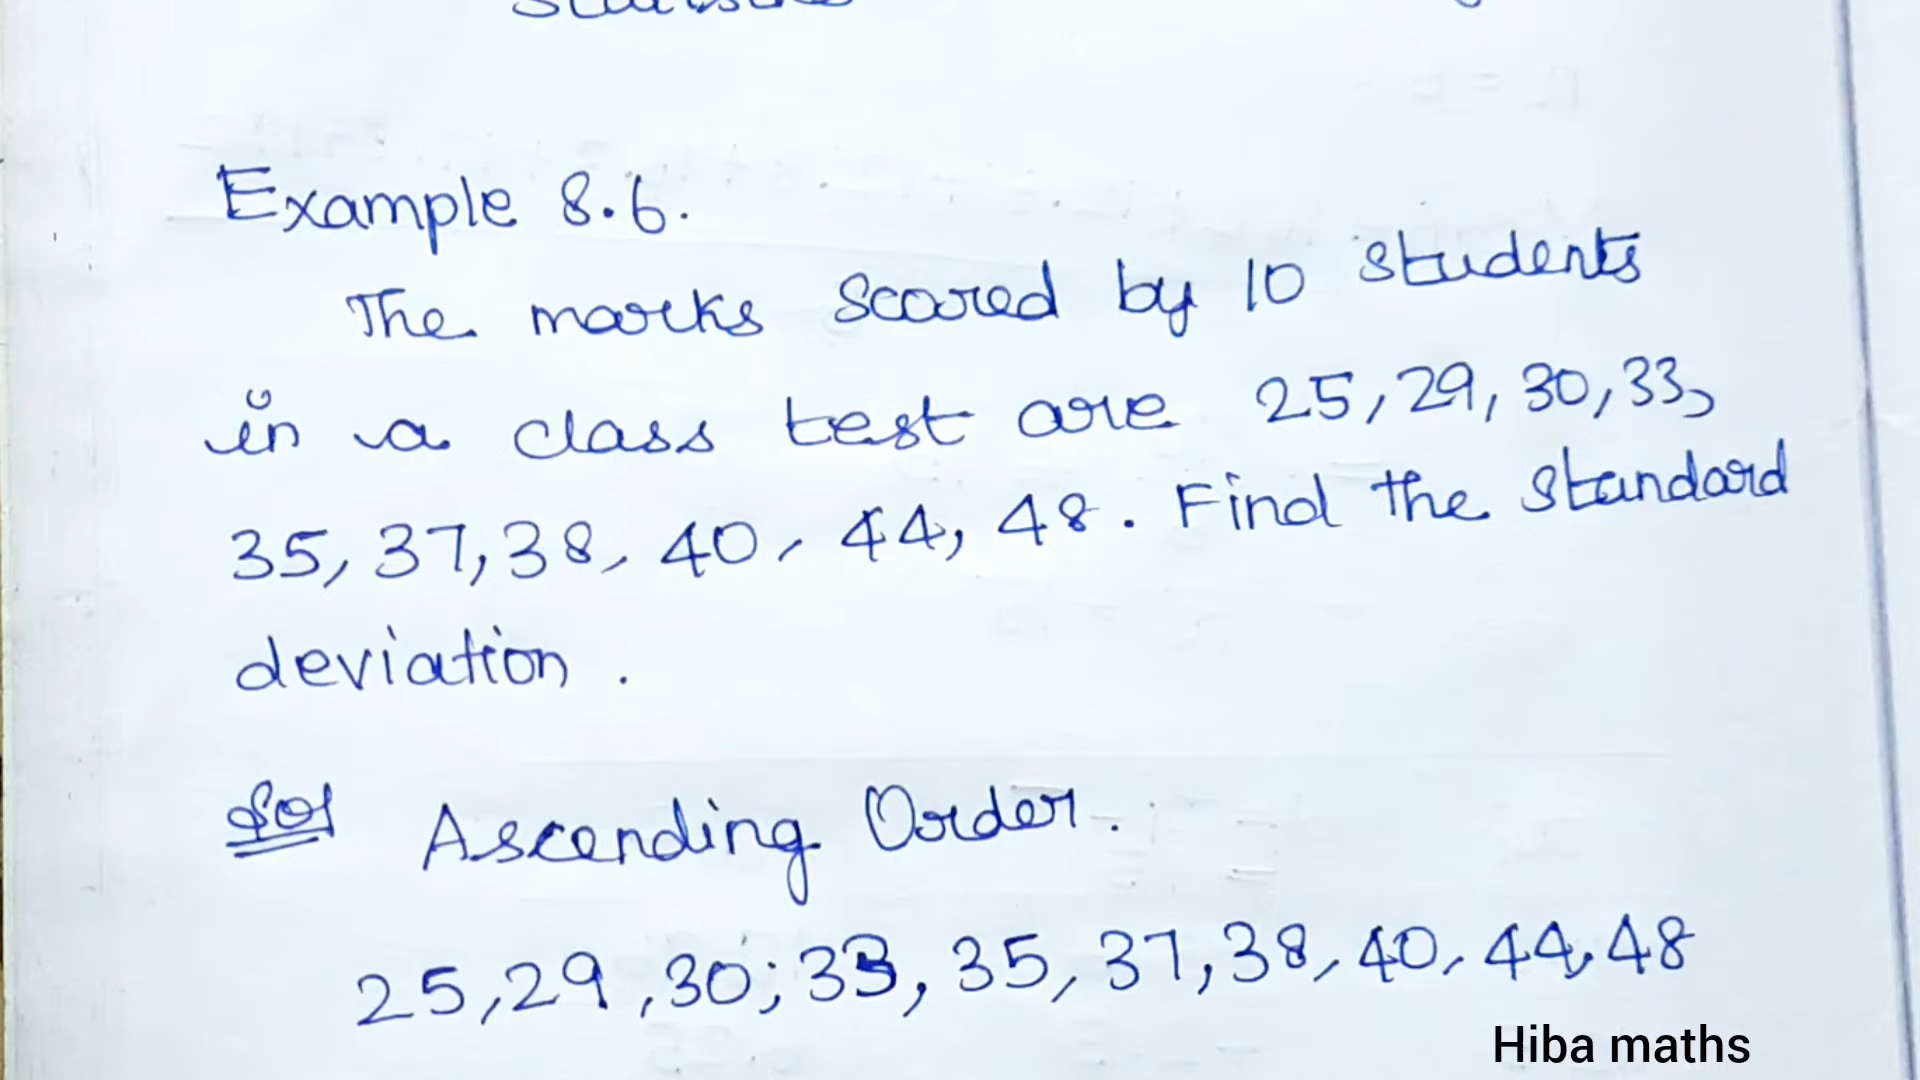 Example 8.6.
The marks scored by 10 students
in a class test are 25, 29, 30, 33,
35, 37, 38, 40, 44, 48. Find the standard
deviation.
Sol Ascending Order.
25, 29, 30, 33, 35, 37, 38, 40, 44, 48
Hiba maths